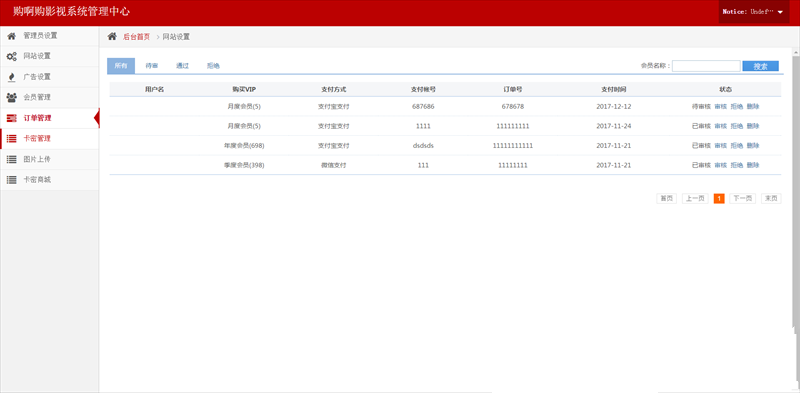 购啊购影视系统管理中心
Notice: Undef…
管理员设置
网站设置
广告设置
会员管理
订单管理
卡密管理
图片上传
卡密商城
后台首页 > 网站设置
所有 待审 通过 拒绝 会员名称： 搜索
用户名 购买VIP 支付方式 支付账号 订单号 支付时间 状态
月度会员(5) 支付宝支付 687686 678678 2017-12-12 待审核 审核 拒绝 删除
月度会员(5) 支付宝支付 1111 111111111 2017-11-24 已审核 审核 拒绝 删除
年度会员(698) 支付宝支付 dsdsds 11111111111 2017-11-21 已审核 审核 拒绝 删除
季度会员(398) 微信支付 111 11111111 2017-11-21 已审核 审核 拒绝 删除
首页 上一页 1 下一页 末页